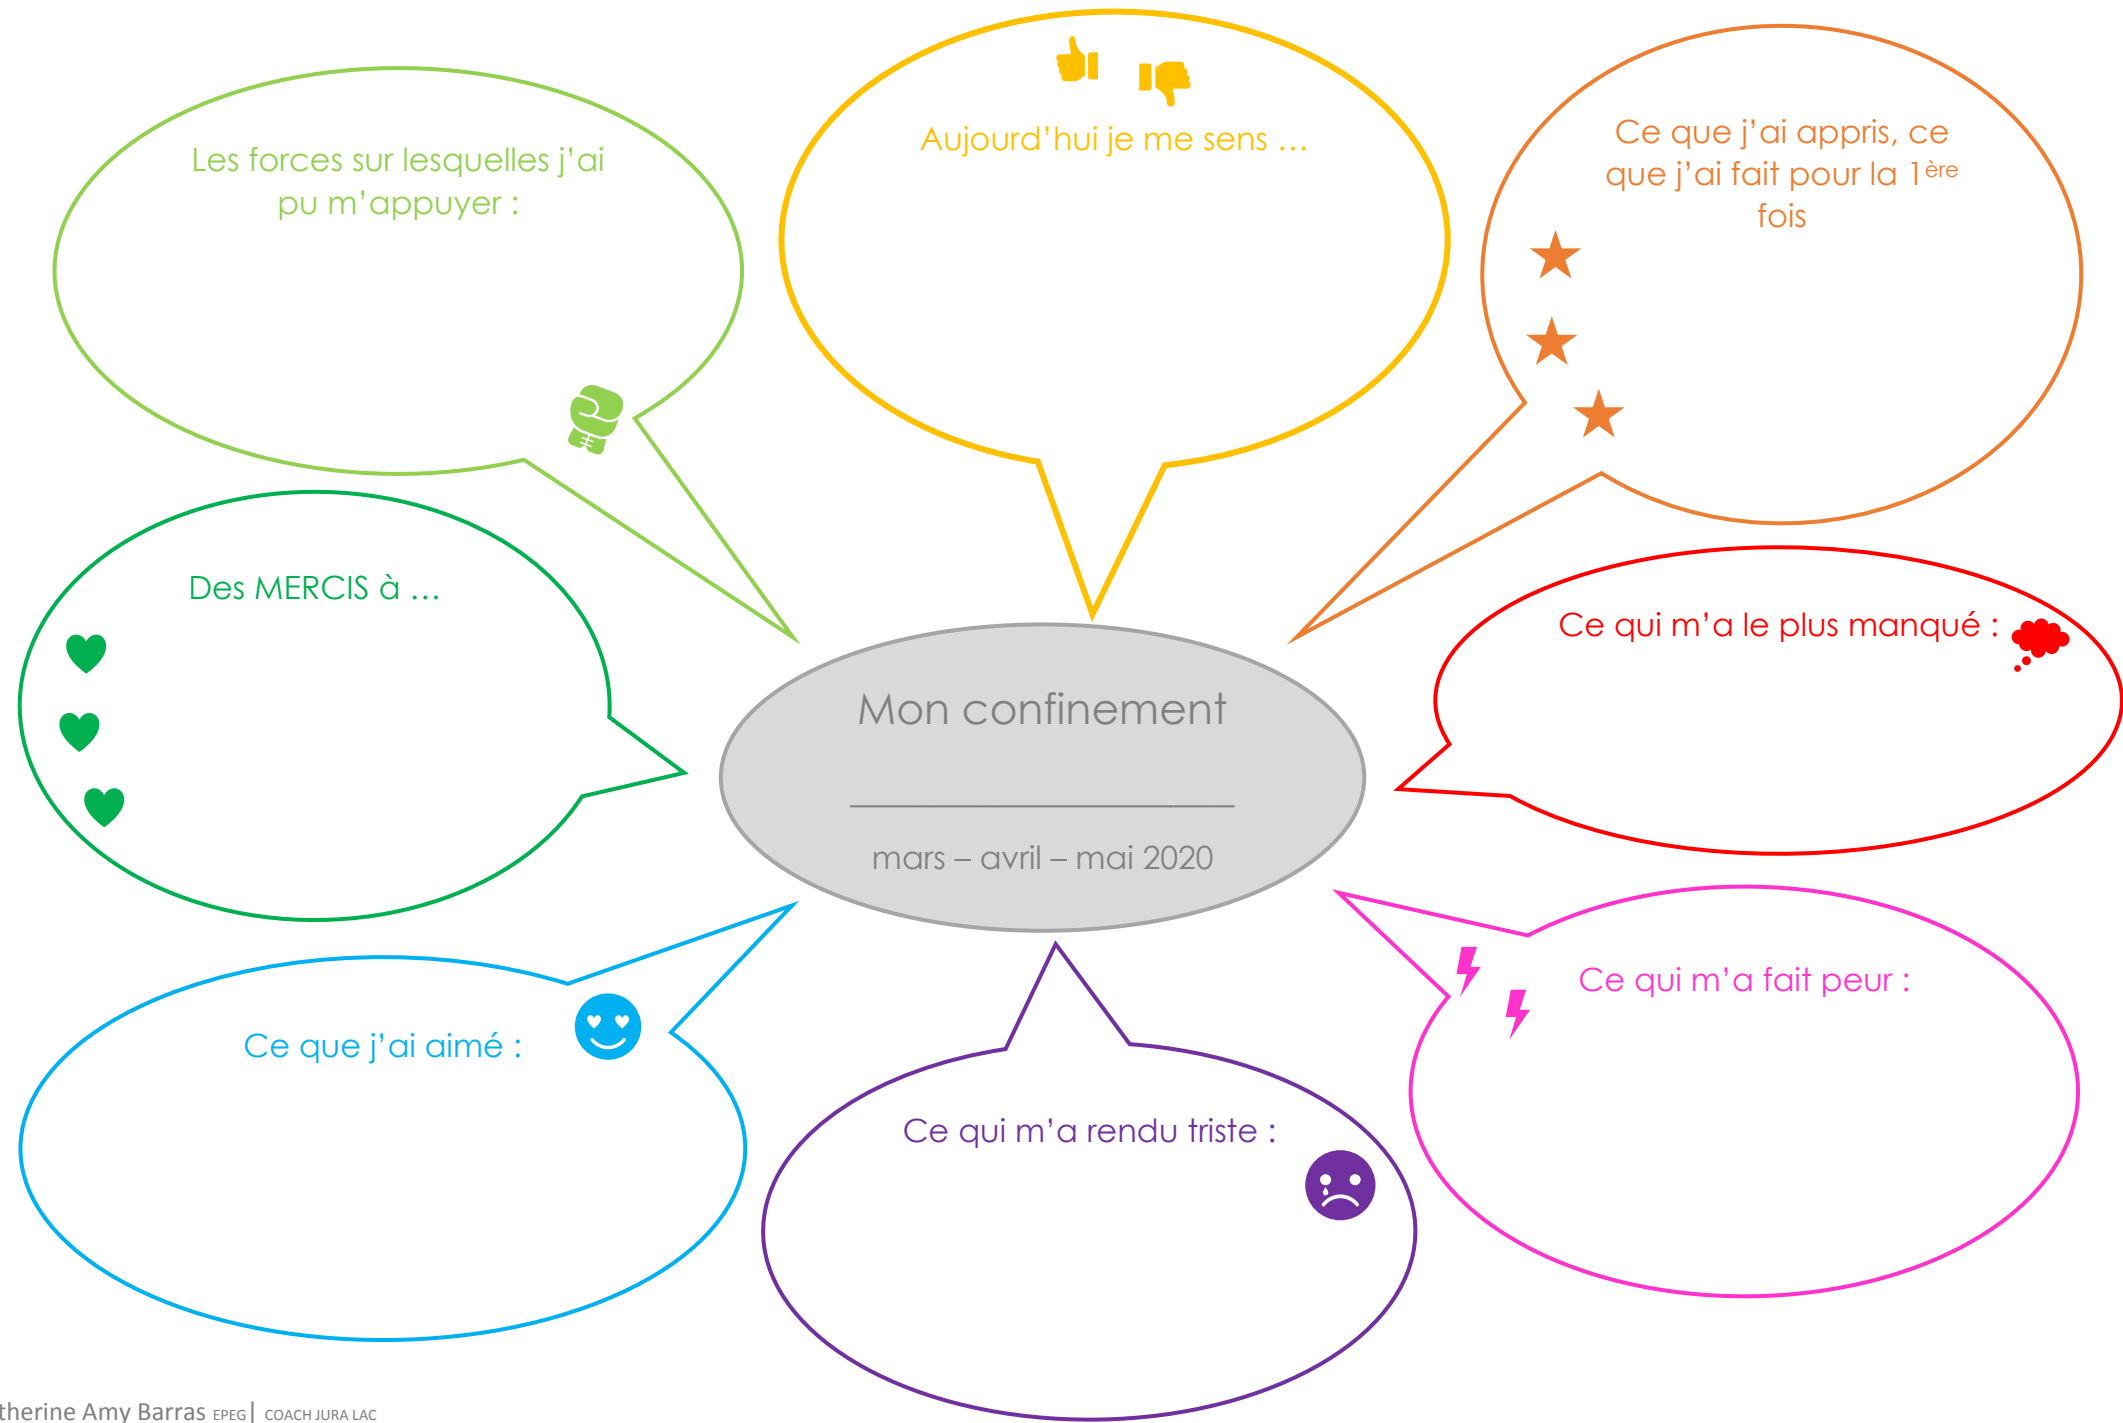 Les forces sur lesquelles j’ai
pu m’appuyer :
Aujourd’hui je me sens …
Ce que j’ai appris, ce
que j’ai fait pour la 1ère
fois
Des MERCIS à …
Ce qui m’a le plus manqué :
Mon confinement
mars – avril – mai 2020
Ce que j’ai aimé :
Ce qui m’a rendu triste :
Ce qui m’a fait peur :
therine Amy Barras EPEG| COACH JURA LAC